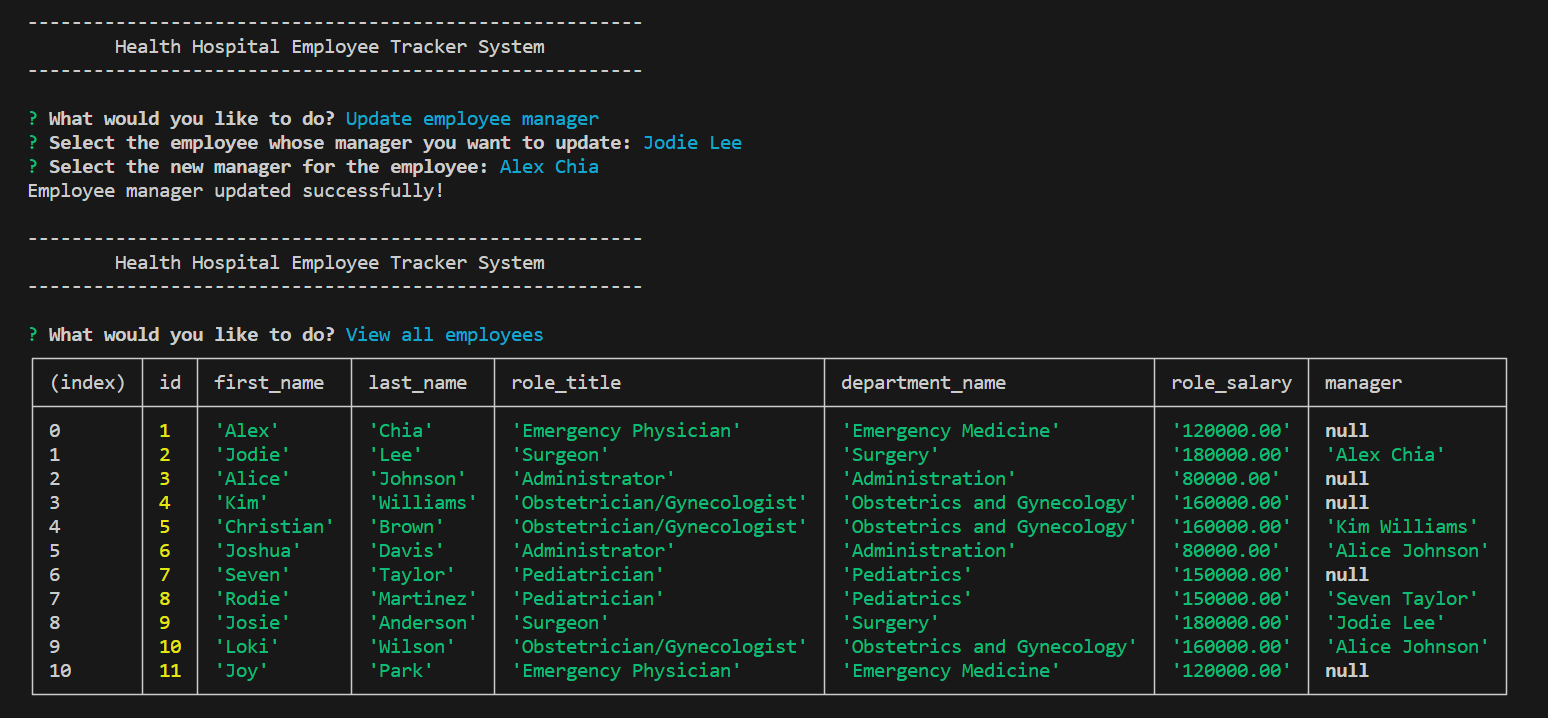 --------------------------------------------------------
Health Hospital Employee Tracker System
--------------------------------------------------------
? What would you like to do? Update employee manager
? Select the employee whose manager you want to update: Jodie Lee
? Select the new manager for the employee: Alex Chia
Employee manager updated successfully!
--------------------------------------------------------
Health Hospital Employee Tracker System
--------------------------------------------------------
? What would you like to do? View all employees
(index) id first_name last_name role_title department_name role_salary manager
0 1 'Alex' 'Chia' 'Emergency Physician' 'Emergency Medicine' '120000.00' null
1 2 'Jodie' 'Lee' 'Surgeon' 'Surgery' '180000.00' 'Alex Chia'
2 3 'Alice' 'Johnson' 'Administrator' 'Administration' '80000.00' null
3 4 'Kim' 'Williams' 'Obstetrician/Gynecologist' 'Obstetrics and Gynecology' '160000.00' null
4 5 'Christian' 'Brown' 'Obstetrician/Gynecologist' 'Obstetrics and Gynecology' '160000.00' 'Kim Williams'
5 6 'Joshua' 'Davis' 'Administrator' 'Administration' '80000.00' 'Alice Johnson'
6 7 'Seven' 'Taylor' 'Pediatrician' 'Pediatrics' '150000.00' null
7 8 'Rodie' 'Martinez' 'Pediatrician' 'Pediatrics' '150000.00' 'Seven Taylor'
8 9 'Josie' 'Anderson' 'Surgeon' 'Surgery' '180000.00' 'Jodie Lee'
9 10 'Loki' 'Wilson' 'Obstetrician/Gynecologist' 'Obstetrics and Gynecology' '160000.00' 'Alice Johnson'
10 11 'Joy' 'Park' 'Emergency Physician' 'Emergency Medicine' '120000.00' null